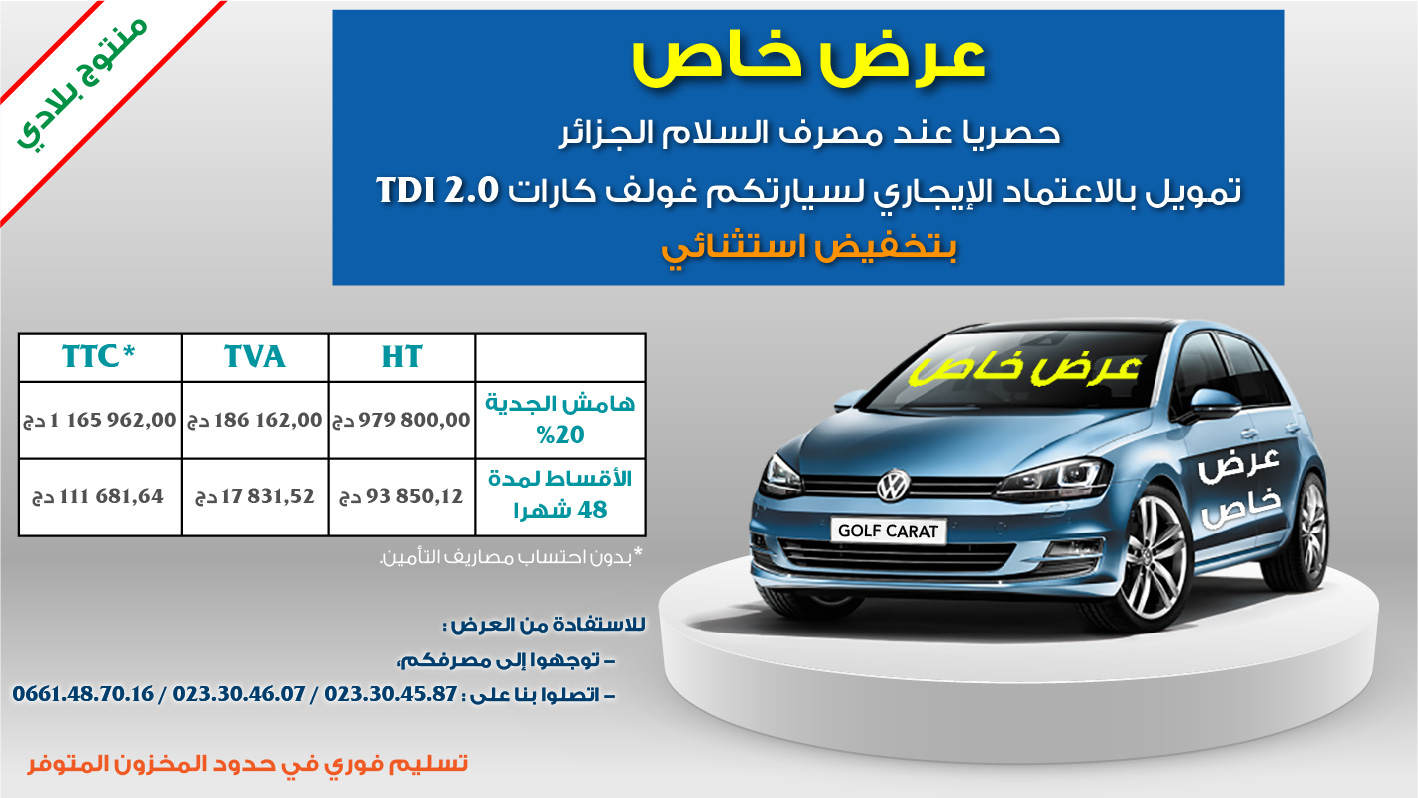 منتوج بلادي
عرض خاص
حصريا عند مصرف السلام الجزائر
تمويل بالاعتماد الإيجاري لسيارتكم غولف كارات TDI 2.0
بتخفيض استثنائي
HT TVA TTC*
هامش الجدية 979 800,00 دج 186 162,00 دج 1 165 962,00 دج
%20
الأقساط لمدة 93 850,12 دج 17 831,52 دج 111 681,64 دج
48 شهرا
*بدون احتساب مصاريف التأمين.
عرض خاص
عرض
خاص
GOLF CARAT
للاستفادة من العرض :
– توجهوا إلى مصرفكم،
– اتصلوا بنا على : 023.30.45.87 / 023.30.46.07 / 0661.48.70.16
تسليم فوري في حدود المخزون المتوفر